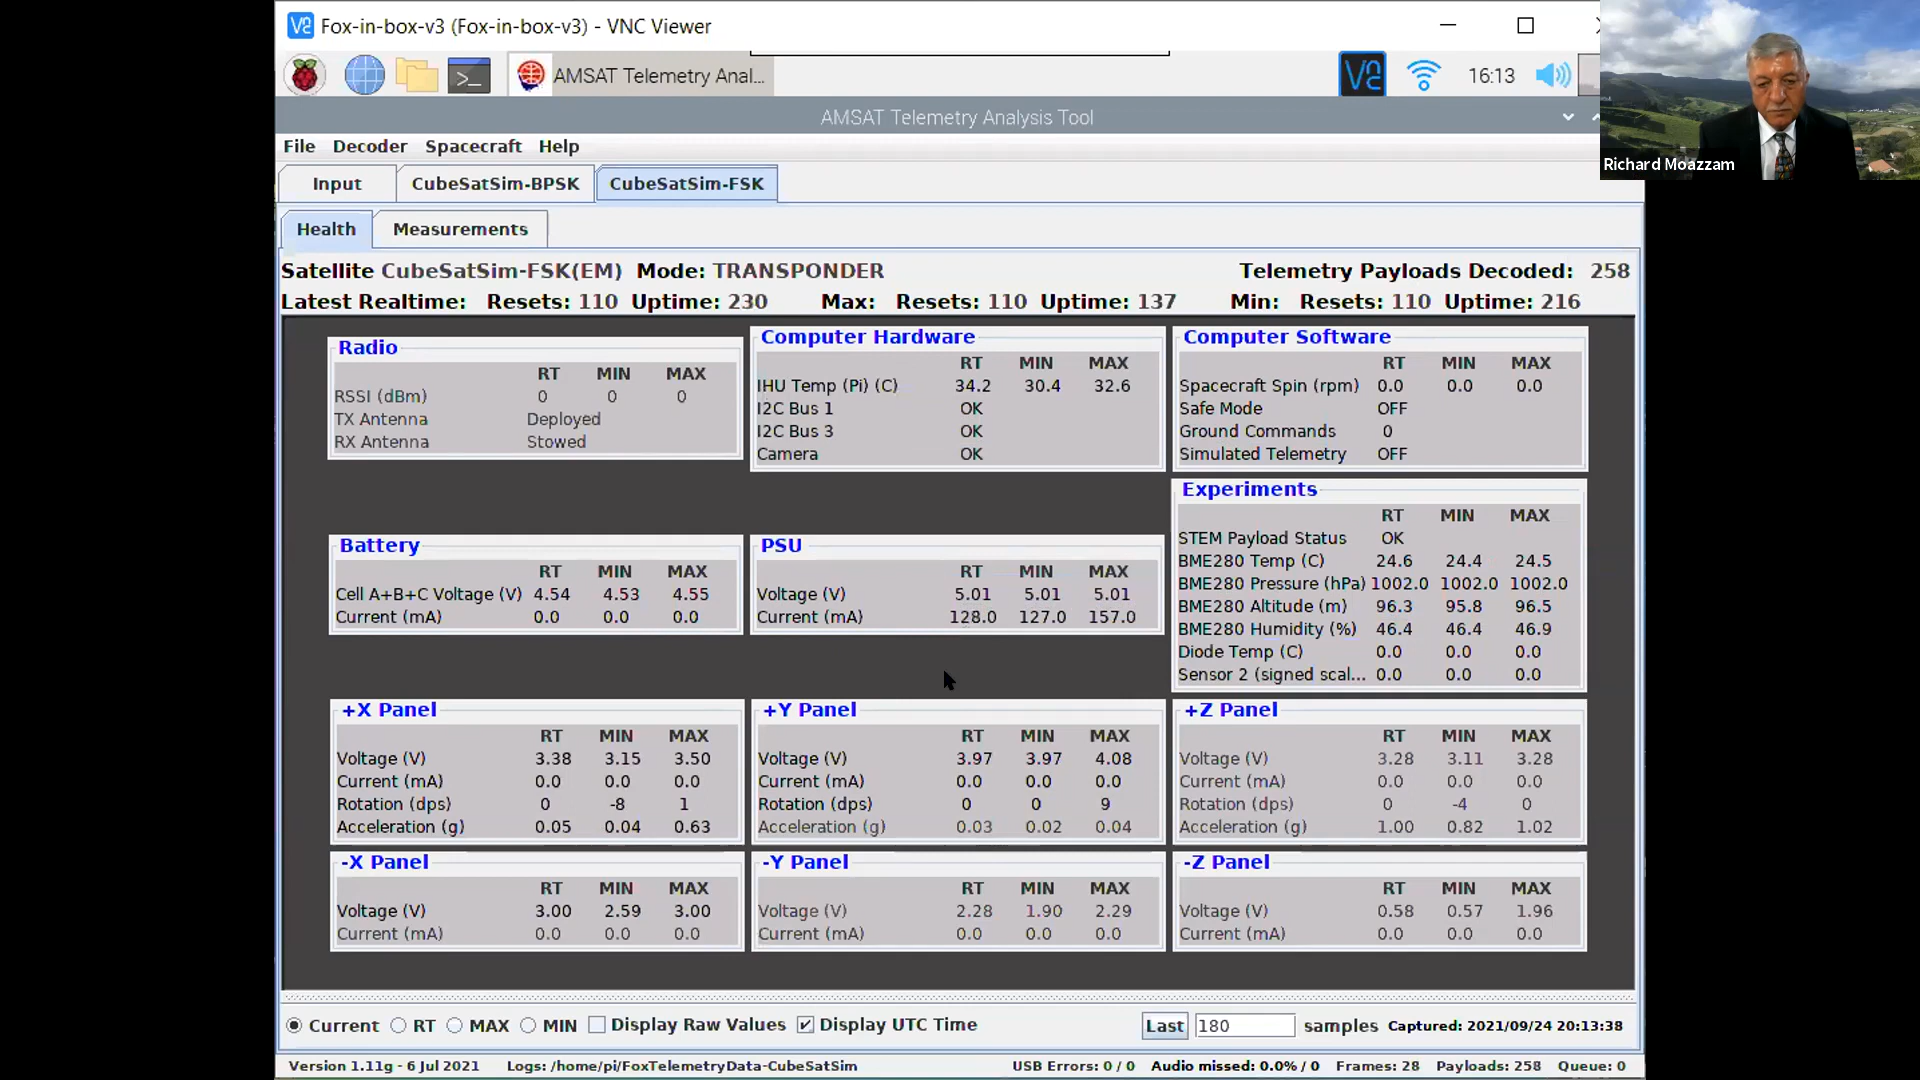 Fox-in-box-v3 (Fox-in-box-v3) - VNC Viewer
AMSAT Telemetry Anal...
16:13
AMSAT Telemetry Analysis Tool
Richard Moazzam
File Decoder Spacecraft Help
Input CubeSatSim-BPSK CubeSatSim-FSK
Health Measurements
Satellite CubeSatSim-FSK(EM) Mode: TRANSPONDER Telemetry Payloads Decoded: 258
Latest Realtime: Resets: 110 Uptime: 230 Max: Resets: 110 Uptime: 137 Min: Resets: 110 Uptime: 216
Radio
RT MIN MAX
RSSI (dBm) 0 0 0
TX Antenna Deployed
RX Antenna Stowed
Computer Hardware
RT MIN MAX
IHU Temp (Pi) (C) 34.2 30.4 32.6
I2C Bus 1 OK
I2C Bus 3 OK
Camera OK
Computer Software
RT MIN MAX
Spacecraft Spin (rpm) 0.0 0.0 0.0
Safe Mode OFF
Ground Commands 0
Simulated Telemetry OFF
Battery
RT MIN MAX
Cell A+B+C Voltage (V) 4.54 4.53 4.55
Current (mA) 0.0 0.0 0.0
PSU
RT MIN MAX
Voltage (V) 5.01 5.01 5.01
Current (mA) 128.0 127.0 157.0
Experiments
RT MIN MAX
STEM Payload Status OK
BME280 Temp (C) 24.6 24.4 24.5
BME280 Pressure (hPa) 1002.0 1002.0 1002.0
BME280 Altitude (m) 96.3 95.8 96.5
BME280 Humidity (%) 46.4 46.4 46.9
Diode Temp (C) 0.0 0.0 0.0
Sensor 2 (signed scal... 0.0 0.0 0.0
+X Panel
RT MIN MAX
Voltage (V) 3.38 3.15 3.50
Current (mA) 0.0 0.0 0.0
Rotation (dps) 0 -8 1
Acceleration (g) 0.05 0.04 0.63
+Y Panel
RT MIN MAX
Voltage (V) 3.97 3.97 4.08
Current (mA) 0.0 0.0 0.0
Rotation (dps) 0 0 9
Acceleration (g) 0.03 0.02 0.04
+Z Panel
RT MIN MAX
Voltage (V) 3.28 3.11 3.28
Current (mA) 0.0 0.0 0.0
Rotation (dps) 0 -4 0
Acceleration (g) 1.00 0.82 1.02
-X Panel
RT MIN MAX
Voltage (V) 3.00 2.59 3.00
Current (mA) 0.0 0.0 0.0
-Y Panel
RT MIN MAX
Voltage (V) 2.28 1.90 2.29
Current (mA) 0.0 0.0 0.0
-Z Panel
RT MIN MAX
Voltage (V) 0.58 0.57 1.96
Current (mA) 0.0 0.0 0.0
Current RT MAX MIN Display Raw Values Display UTC Time Last 180 samples Captured: 2021/09/24 20:13:38
Version 1.11g - 6 Jul 2021 Logs: /home/pi/FoxTelemetryData-CubeSatSim USB Errors: 0 / 0 Audio missed: 0.0% / 0 Frames: 28 Payloads: 258 Queue: 0